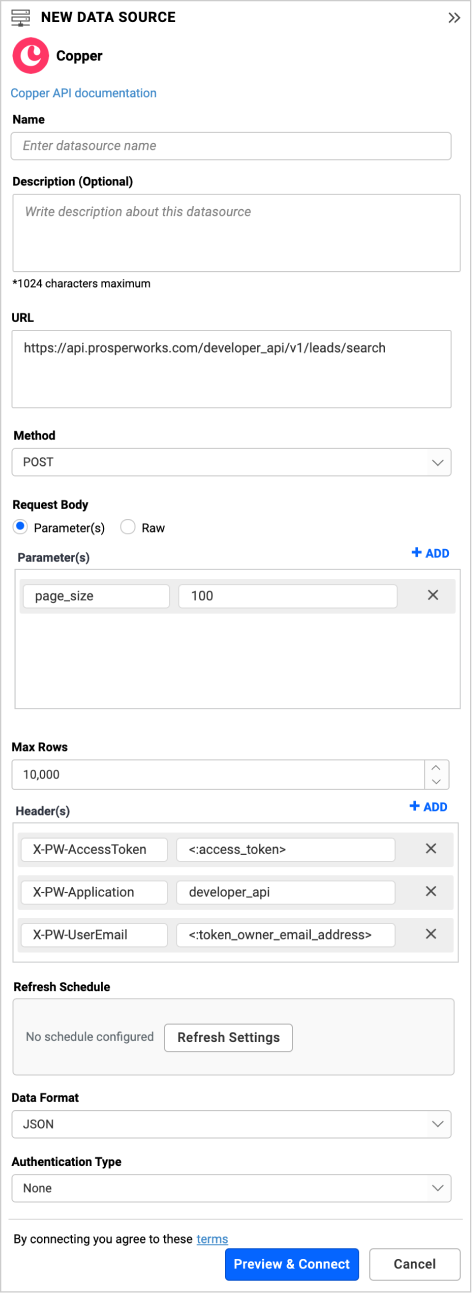 NEW DATA SOURCE
Copper
Copper API documentation
Name
Enter datasource name
Description (Optional)
Write description about this datasource
*1024 characters maximum
URL
https://api.prosperworks.com/developer_api/v1/leads/search
Method
POST
Request Body
Parameter(s) Raw
Parameter(s) + ADD
page_size 100
Max Rows
10,000
Header(s) + ADD
X-PW-AccessToken <:access_token>
X-PW-Application developer_api
X-PW-UserEmail <:token_owner_email_address>
Refresh Schedule
No schedule configured Refresh Settings
Data Format
JSON
Authentication Type
None
By connecting you agree to these terms
Preview & Connect Cancel